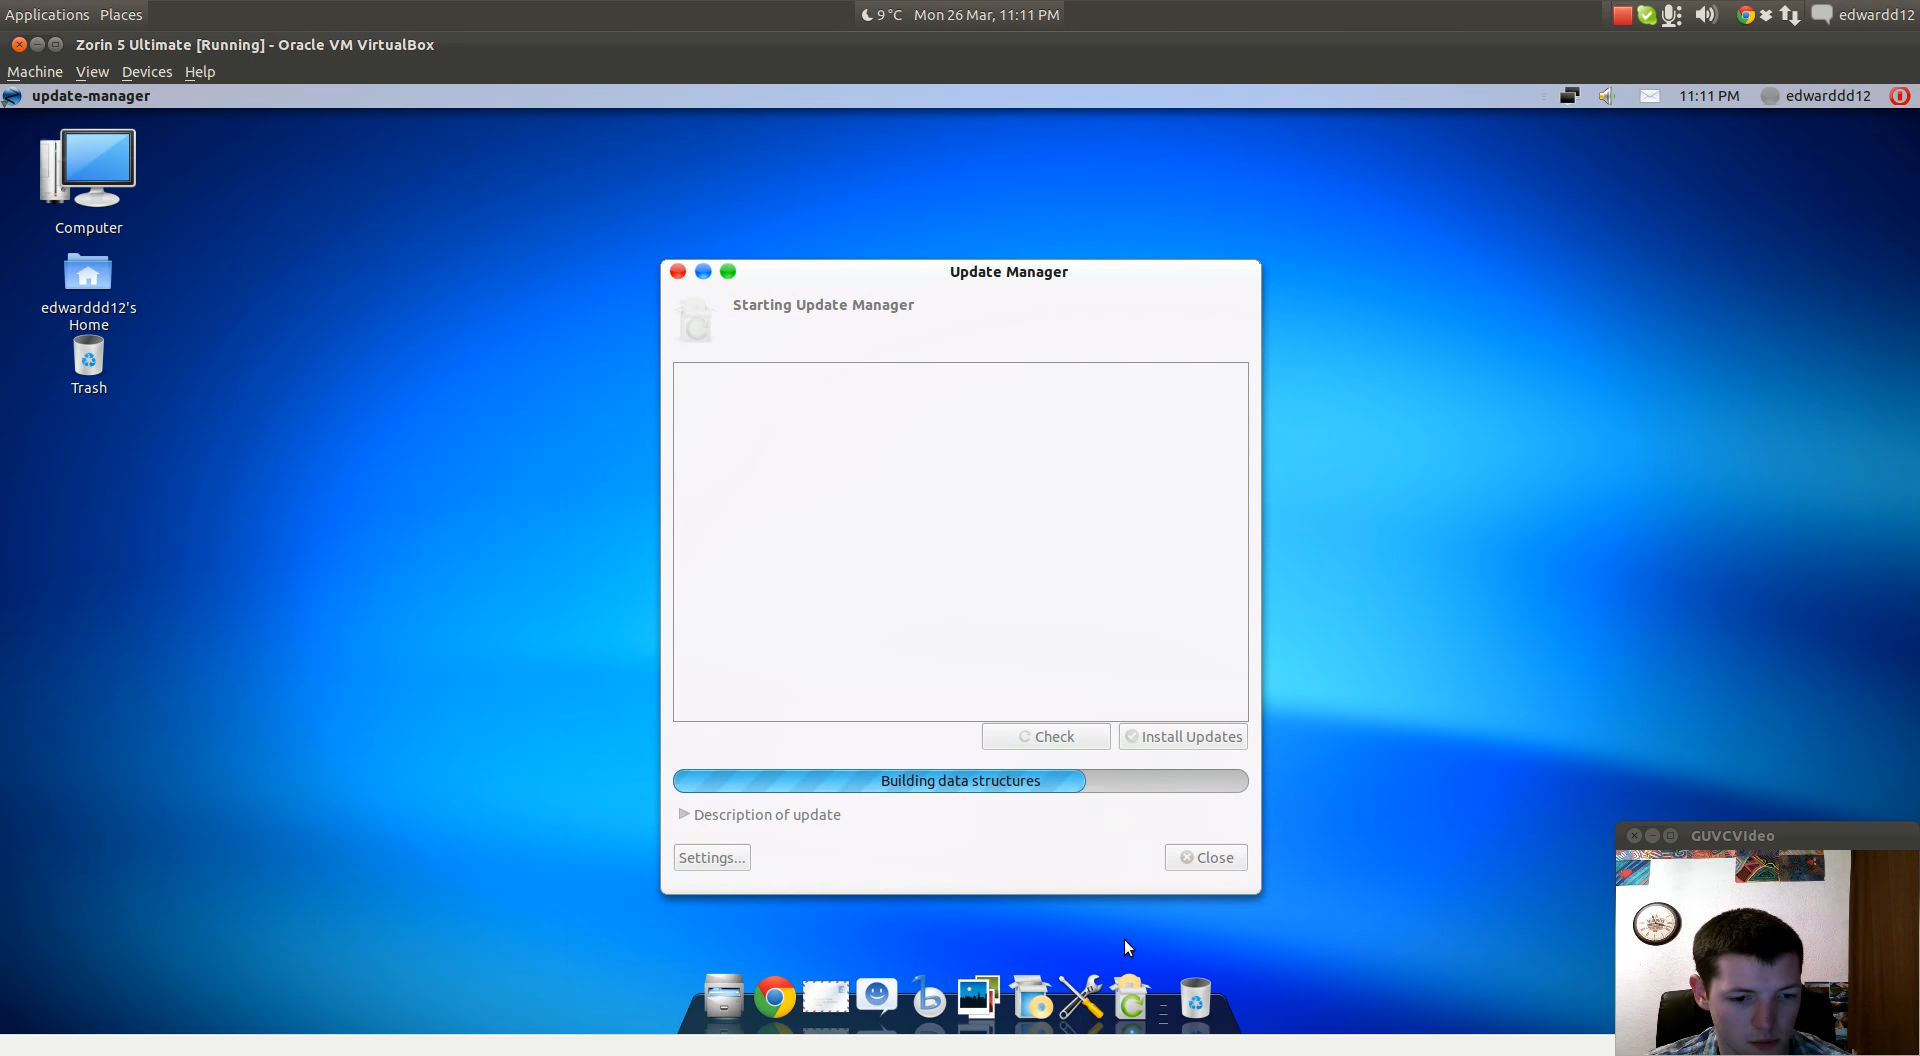 Applications Places 9 °C Mon 26 Mar, 11:11 PM edwardd12
Zorin 5 Ultimate [Running] - Oracle VM VirtualBox
Machine View Devices Help
update-manager 11:11 PM edwarddd12
Computer
edwarddd12's
Home
Trash
Update Manager
Starting Update Manager
Check Install Updates
Building data structures
Description of update
Settings... Close
GUVCVIdeo